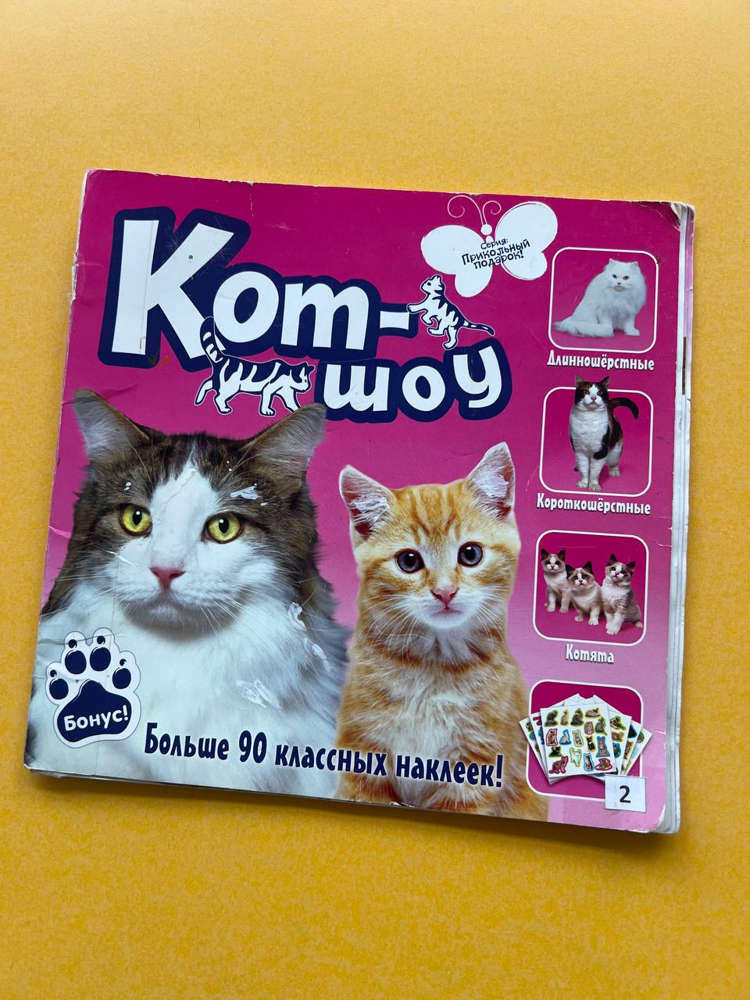 Кот-
шоу
Серия:
Прикольный
подарок!
Длинношёрстные
Короткошёрстные
Котята
Бонус!
Больше 90 классных наклеек!
2